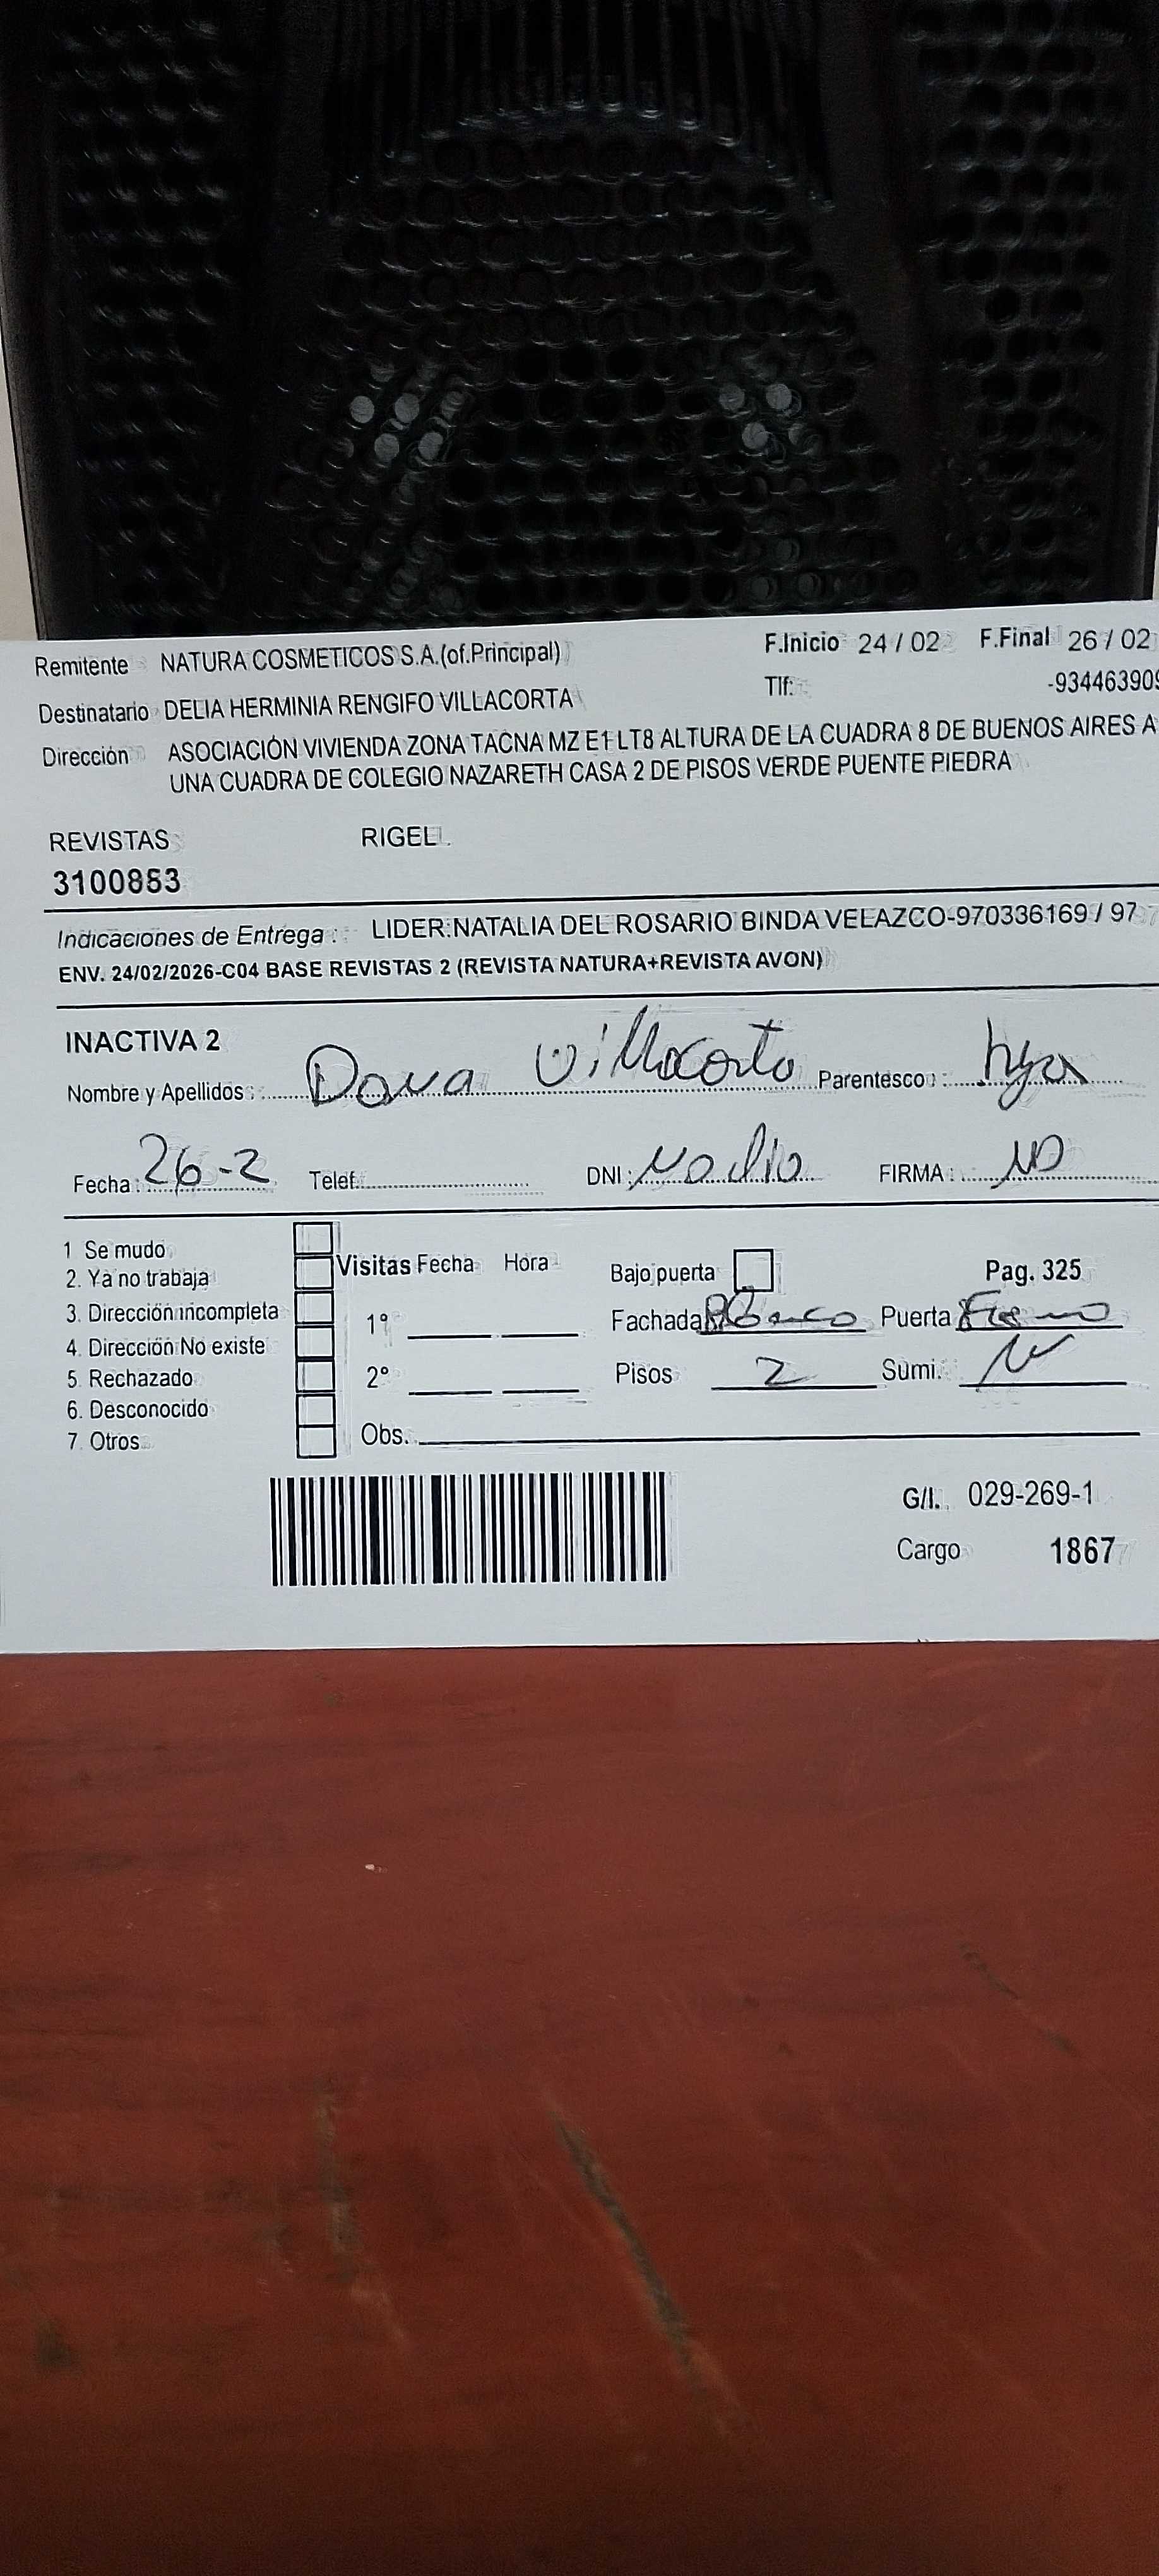 Remitente NATURA COSMETICOS S.A.(of.Principal) F.Inicio 24 / 02 F.Final 26 / 02
Destinatario DELIA HERMINIA RENGIFO VILLACORTA Tlf: -934463909
Dirección ASOCIACIÓN VIVIENDA ZONA TACNA MZ E1 LT8 ALTURA DE LA CUADRA 8 DE BUENOS AIRES A
UNA CUADRA DE COLEGIO NAZARETH CASA 2 DE PISOS VERDE PUENTE PIEDRA
REVISTAS RIGEL
3100853
Indicaciones de Entrega : LIDER:NATALIA DEL ROSARIO BINDA VELAZCO-970336169 / 97
ENV. 24/02/2026-C04 BASE REVISTAS 2 (REVISTA NATURA+REVISTA AVON)
INACTIVA 2
Nombre y Apellidos : Villacorta Parentesco :
Fecha : 26-2 Telef. DNI : No dio FIRMA : ND
1 Se mudo
2. Ya no trabaja
3. Dirección incompleta
4. Dirección No existe
5. Rechazado
6. Desconocido
7. Otros
Visitas Fecha Hora
1º
2º
Obs.
Bajo puerta Pag. 325
Fachada Blanco Puerta
Pisos 2 Sumi.
G/I. 029-269-1
Cargo 1867